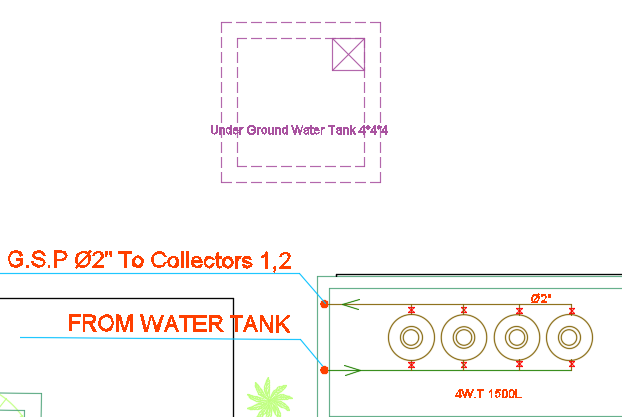 Under Ground Water Tank 4*4*4
G.S.P Ø2" To Collectors 1,2
Ø2"
FROM WATER TANK
4W.T 1500L